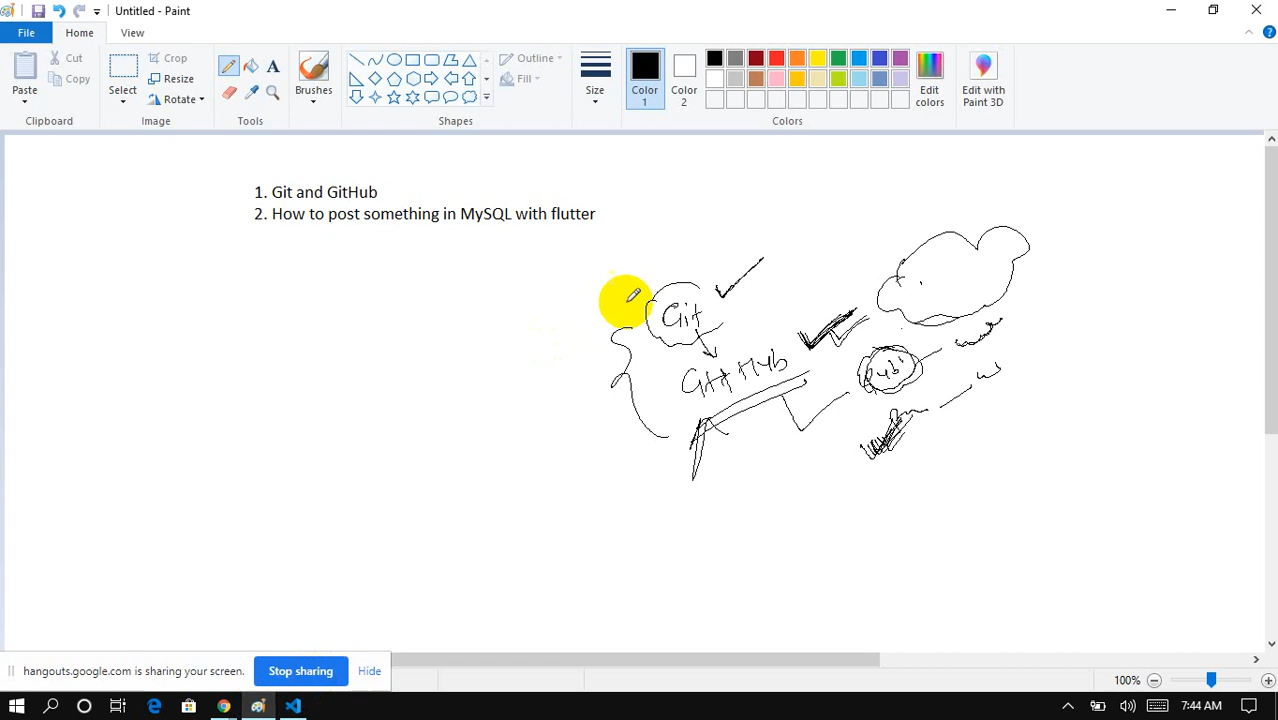 Untitled - Paint
File
Home
View
Paste
Cut
Copy
Clipboard
Select
Crop
Resize
Rotate
Image
Tools
Brushes
Outline
Fill
Shapes
Size
Color 1
Color 2
Edit colors
Edit with Paint 3D
Colors
1. Git and GitHub
2. How to post something in MySQL with flutter
Git
Git Hub
hangouts.google.com is sharing your screen.
Stop sharing
Hide
100%
7:44 AM